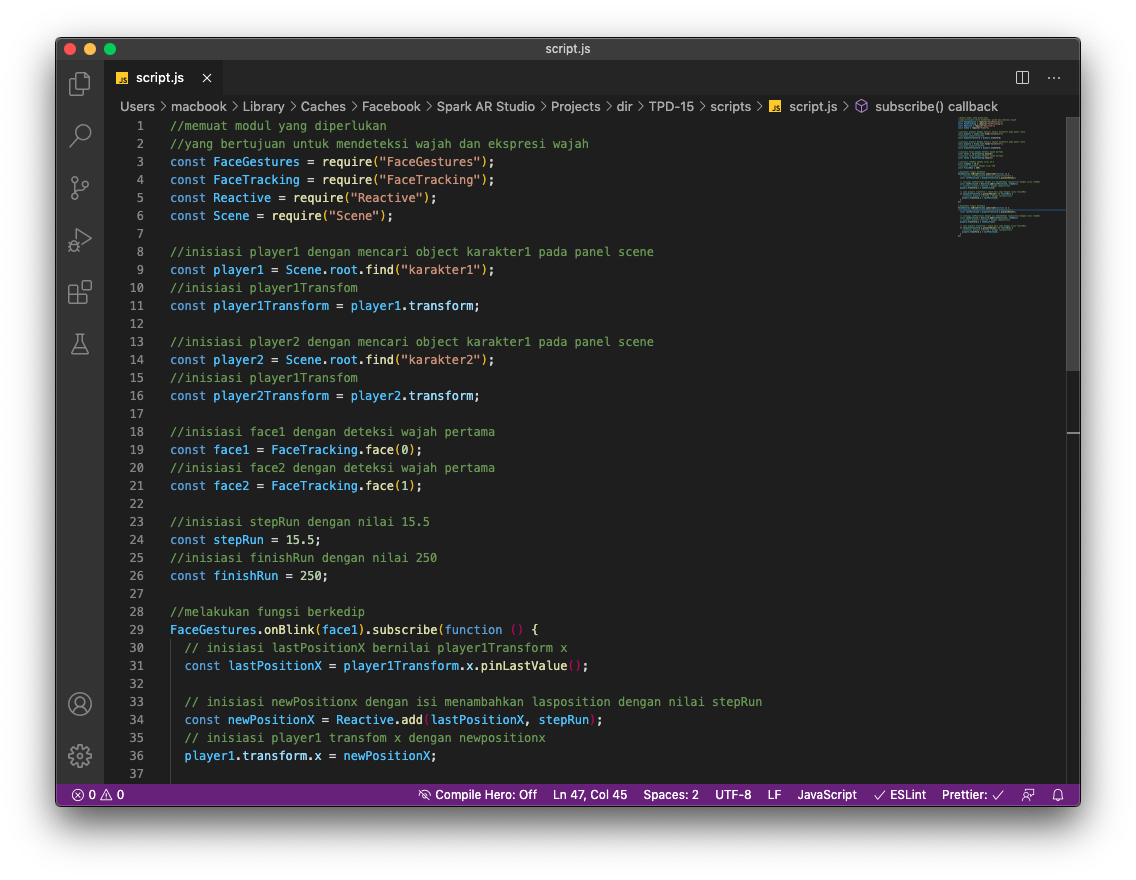 script.js
script.js
Users > macbook > Library > Caches > Facebook > Spark AR Studio > Projects > dir > TPD-15 > scripts > JS script.js > subscribe() callback
1 //memuat modul yang diperlukan
2 //yang bertujuan untuk mendeteksi wajah dan ekspresi wajah
3 const FaceGestures = require("FaceGestures");
4 const FaceTracking = require("FaceTracking");
5 const Reactive = require("Reactive");
6 const Scene = require("Scene");
7
8 //inisiasi player1 dengan mencari object karakter1 pada panel scene
9 const player1 = Scene.root.find("karakter1");
10 //inisiasi player1Transfom
11 const player1Transform = player1.transform;
12
13 //inisiasi player2 dengan mencari object karakter1 pada panel scene
14 const player2 = Scene.root.find("karakter2");
15 //inisiasi player1Transfom
16 const player2Transform = player2.transform;
17
18 //inisiasi face1 dengan deteksi wajah pertama
19 const face1 = FaceTracking.face(0);
20 //inisiasi face2 dengan deteksi wajah pertama
21 const face2 = FaceTracking.face(1);
22
23 //inisiasi stepRun dengan nilai 15.5
24 const stepRun = 15.5;
25 //inisiasi finishRun dengan nilai 250
26 const finishRun = 250;
27
28 //melakukan fungsi berkedip
29 FaceGestures.onBlink(face1).subscribe(function () {
30 // inisiasi lastPositionX bernilai player1Transform x
31 const lastPositionX = player1Transform.x.pinLastValue();
32
33 // inisiasi newPositionx dengan isi menambahkan lasposition dengan nilai stepRun
34 const newPositionX = Reactive.add(lastPositionX, stepRun);
35 // inisiasi player1 transfom x dengan newpositionx
36 player1.transform.x = newPositionX;
37
0 0 Compile Hero: Off Ln 47, Col 45 Spaces: 2 UTF-8 LF JavaScript ESLint Prettier: